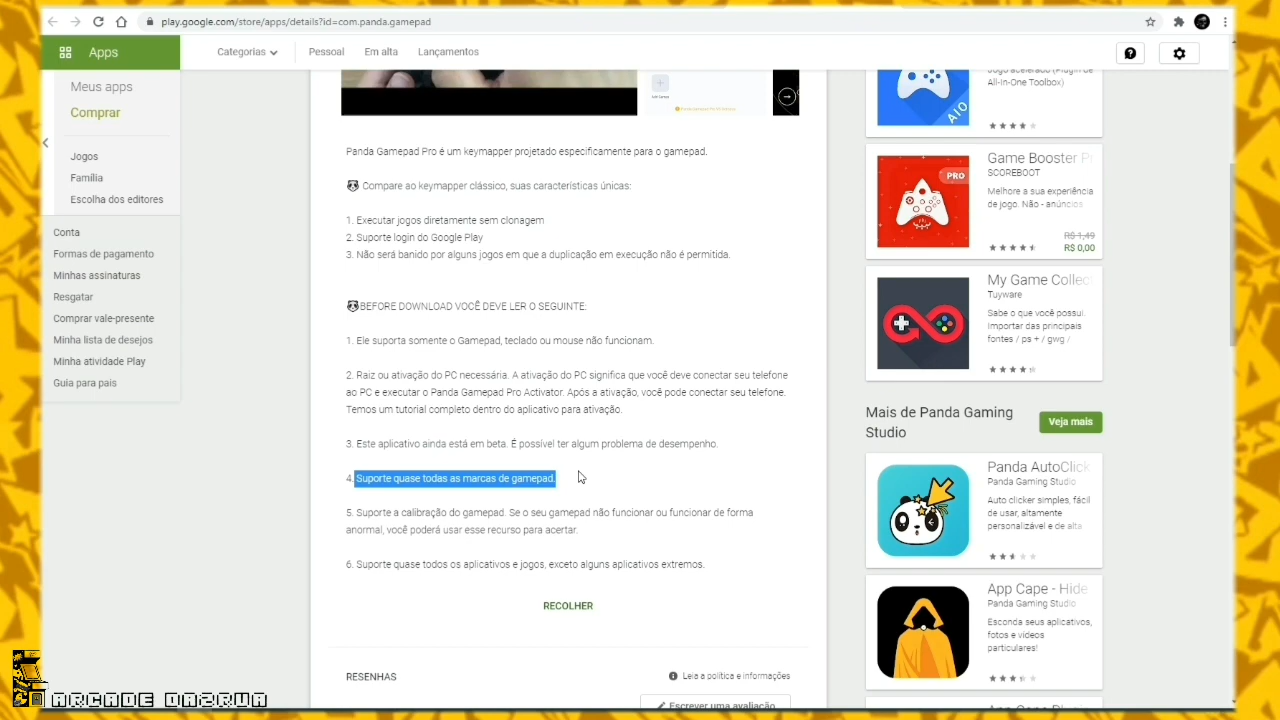 play.google.com/store/apps/details?id=com.panda.gamepad
Apps
Categorias
Pessoal
Em alta
Lançamentos
Meus apps
Comprar
Jogos
Família
Escolha dos editores
Conta
Formas de pagamento
Minhas assinaturas
Resgatar
Comprar vale-presente
Minha lista de desejos
Minha atividade Play
Guia para pais
Panda Gamepad Pro é um keymapper projetado especificamente para o gamepad.
Compare ao keymapper clássico, suas características únicas:
1. Executar jogos diretamente sem clonagem
2. Suporte login do Google Play
3. Não será banido por alguns jogos em que a duplicação em execução não é permitida.
BEFORE DOWNLOAD VOCÊ DEVE LER O SEGUINTE:
1. Ele suporta somente o Gamepad, teclado ou mouse não funcionam.
2. Raiz ou ativação do PC necessária. A ativação do PC significa que você deve conectar seu telefone
ao PC e executar o Panda Gamepad Pro Activator. Após a ativação, você pode conectar seu telefone.
Temos um tutorial completo dentro do aplicativo para ativação.
3. Este aplicativo ainda está em beta. É possível ter algum problema de desempenho.
4. Suporte quase todas as marcas de gamepad.
5. Suporte a calibração do gamepad. Se o seu gamepad não funcionar ou funcionar de forma
anormal, você poderá usar esse recurso para acertar.
6. Suporte quase todos os aplicativos e jogos, exceto alguns aplicativos extremos.
RECOLHER
RESENHAS
Leia a política e informações
Escrever uma avaliação
Jogo acelerado (Plugin de
All-In-One Toolbox)
AIO
PRO
Game Booster P
SCOREBOOT
Melhore a sua experiência
de jogo. Não - anúncios
R$ 1,49
R$ 0,00
My Game Collec
Tuyware
Sabe o que você possui.
Importar das principais
fontes / ps + / gwg /
Mais de Panda Gaming
Studio
Veja mais
Panda AutoClick
Panda Gaming Studio
Auto clicker simples, fácil
de usar, altamente
personalizável e de alta
App Cape - Hide
Panda Gaming Studio
Esconda seus aplicativos,
fotos e vídeos
particulares!
ARCADE DAZRUA